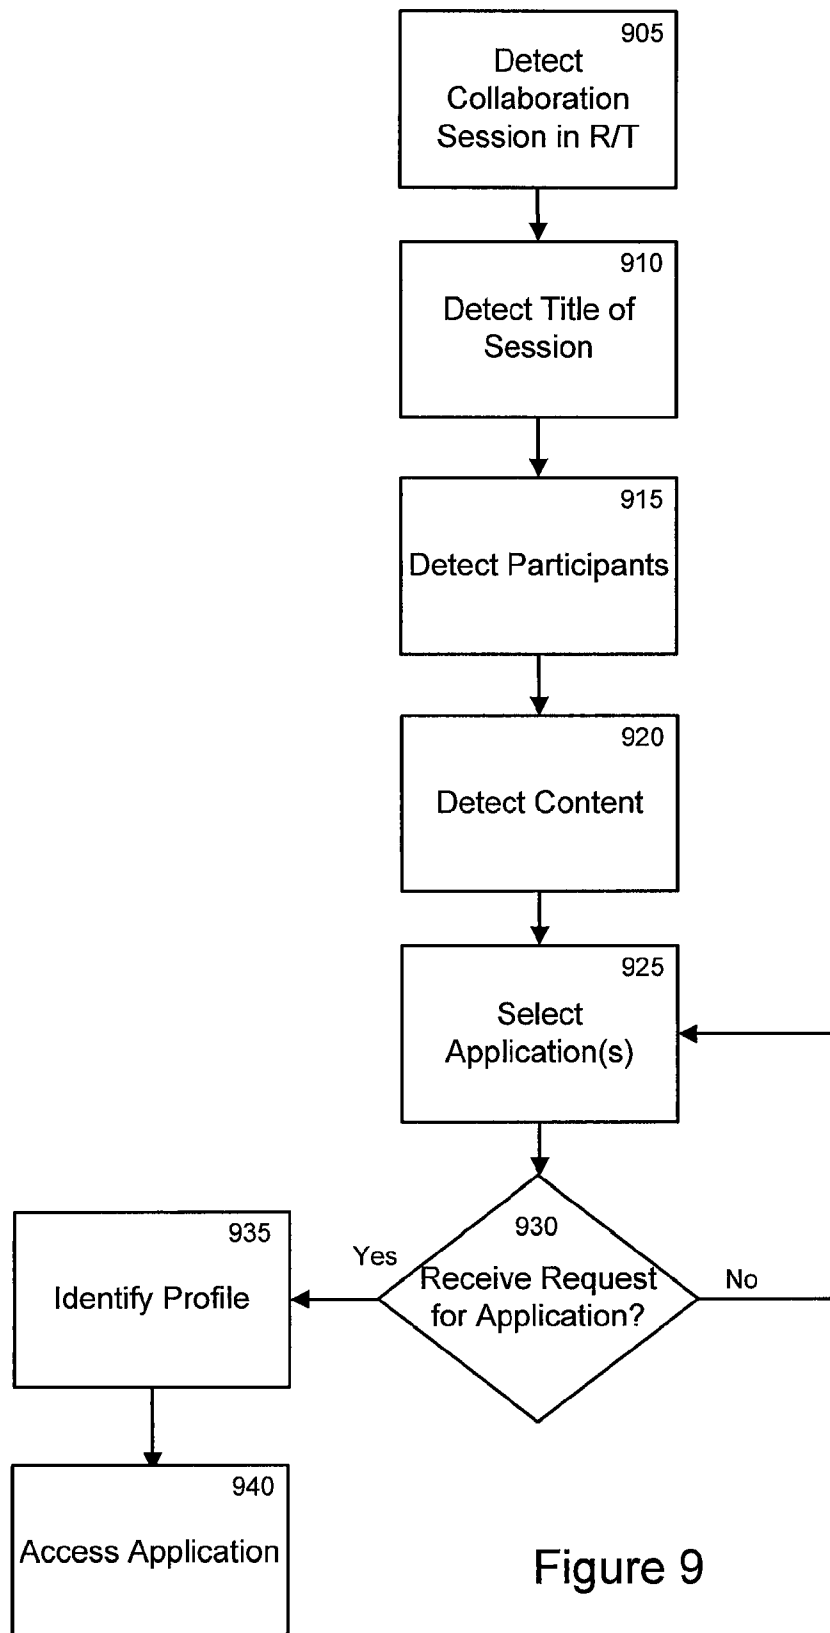 905
Detect
Collaboration
Session in R/T
910
Detect Title of
Session
915
Detect Participants
920
Detect Content
925
Select
Application(s)
930
Receive Request
for Application?
Yes
No
935
Identify Profile
940
Access Application
Figure 9